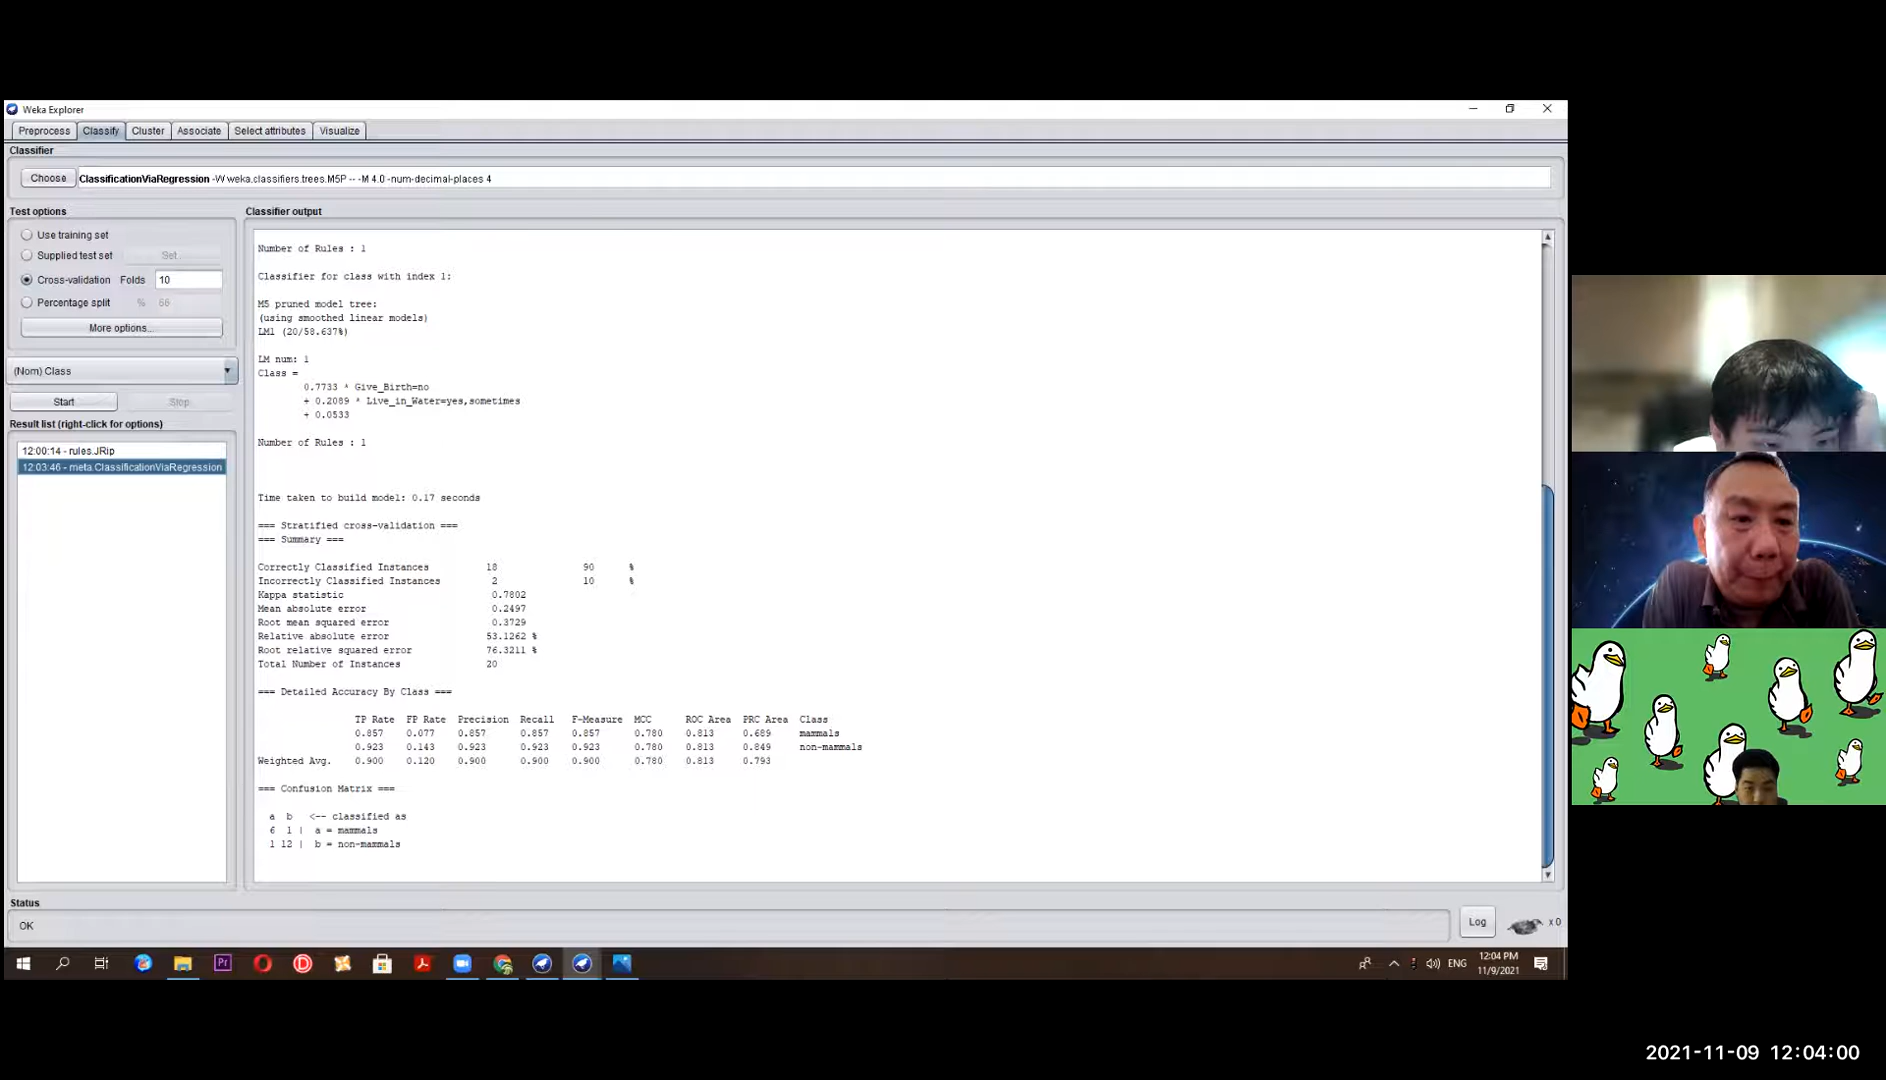 Weka Explorer
Preprocess Classify Cluster Associate Select attributes Visualize
Classifier
Choose ClassificationViaRegression -W weka.classifiers.trees.M5P -- -M 4.0 -num-decimal-places 4
Test options
Use training set
Supplied test set Set...
Cross-validation Folds 10
Percentage split % 66
More options...
(Nom) Class
Start Stop
Result list (right-click for options)
12:00:14 - rules.JRip
12:03:46 - meta.ClassificationViaRegression
Classifier output
Number of Rules : 1
Classifier for class with index 1:
M5 pruned model tree:
(using smoothed linear models)
LM1 (20/58.637%)
LM num: 1
Class =
0.7733 * Give_Birth=no
+ 0.2089 * Live_in_Water=yes,sometimes
+ 0.0533
Number of Rules : 1
Time taken to build model: 0.17 seconds
=== Stratified cross-validation ===
=== Summary ===
Correctly Classified Instances 18 90 %
Incorrectly Classified Instances 2 10 %
Kappa statistic 0.7802
Mean absolute error 0.2497
Root mean squared error 0.3729
Relative absolute error 53.1262 %
Root relative squared error 76.3211 %
Total Number of Instances 20
=== Detailed Accuracy By Class ===
TP Rate FP Rate Precision Recall F-Measure MCC ROC Area PRC Area Class
0.857 0.077 0.857 0.857 0.857 0.780 0.813 0.689 mammals
0.923 0.143 0.923 0.923 0.923 0.780 0.813 0.849 non-mammals
Weighted Avg. 0.900 0.120 0.900 0.900 0.900 0.780 0.813 0.793
=== Confusion Matrix ===
a b <-- classified as
6 1 | a = mammals
1 12 | b = non-mammals
Status
OK
Log x 0
Pr
ENG
12:04 PM
11/9/2021
2021-11-09 12:04:00